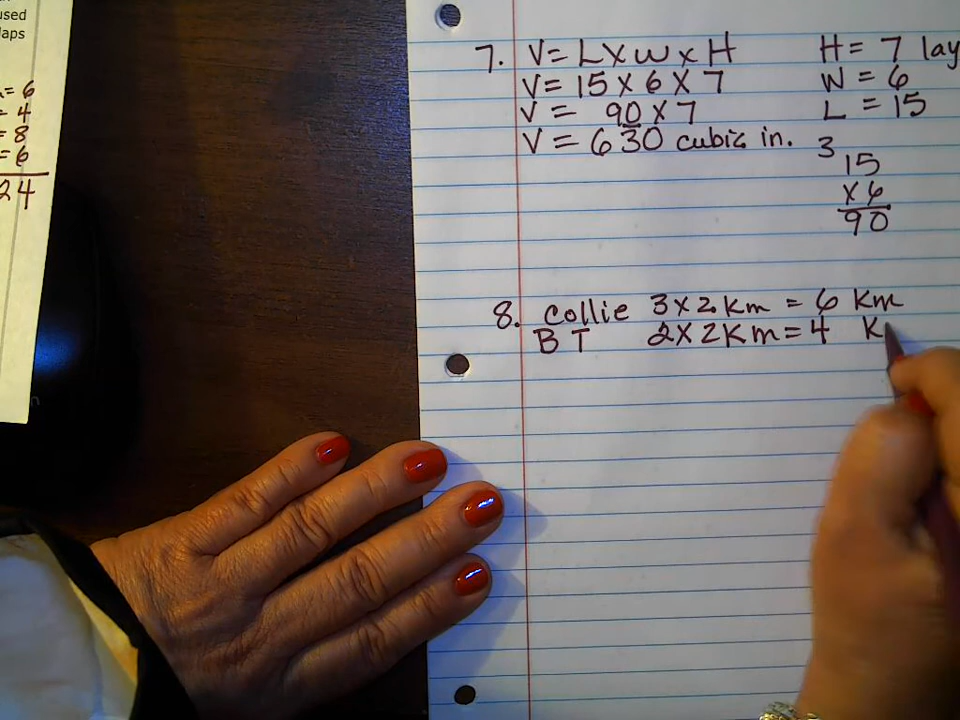 used
laps
= 6
= 4
= 8
= 6
24
7. V = L X W X H
V = 15 X 6 X 7
V = 90 X 7
V = 630 cubic in.
H = 7 lay
W = 6
L = 15
3
15
X 6
90
8. Collie 3 X 2 Km = 6 Km
B T 2 X 2 Km = 4 K